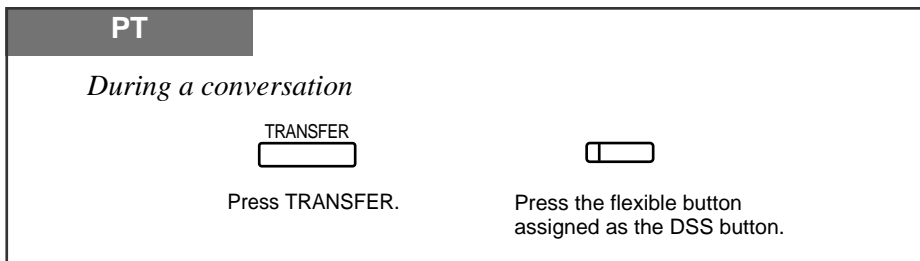 PT
During a conversation
TRANSFER
Press TRANSFER.
Press the flexible button
assigned as the DSS button.